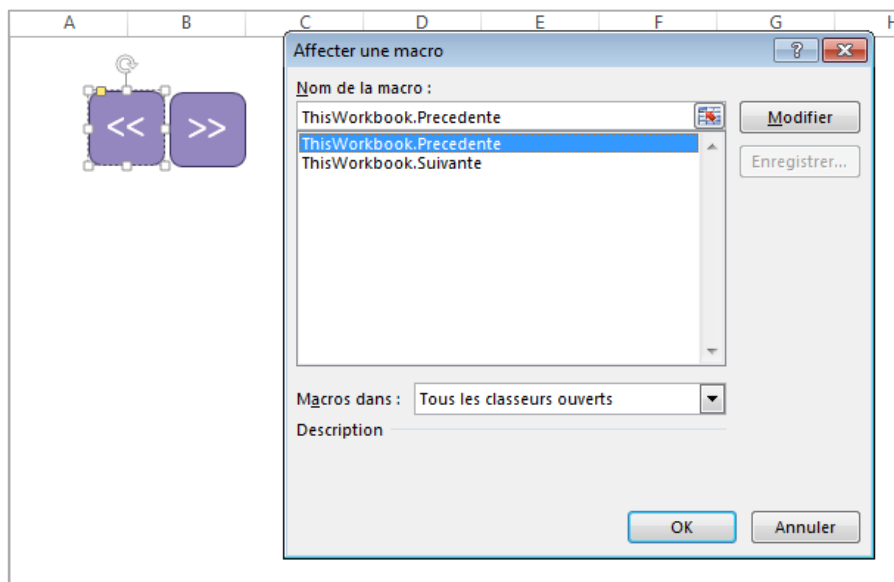 A B C D E F G H
Affecter une macro ?
<< >>
Nom de la macro :
ThisWorkbook.Precedente
Modifier
ThisWorkbook.Precedente
ThisWorkbook.Suivante
Enregistrer...
Macros dans : Tous les classeurs ouverts
Description
OK Annuler